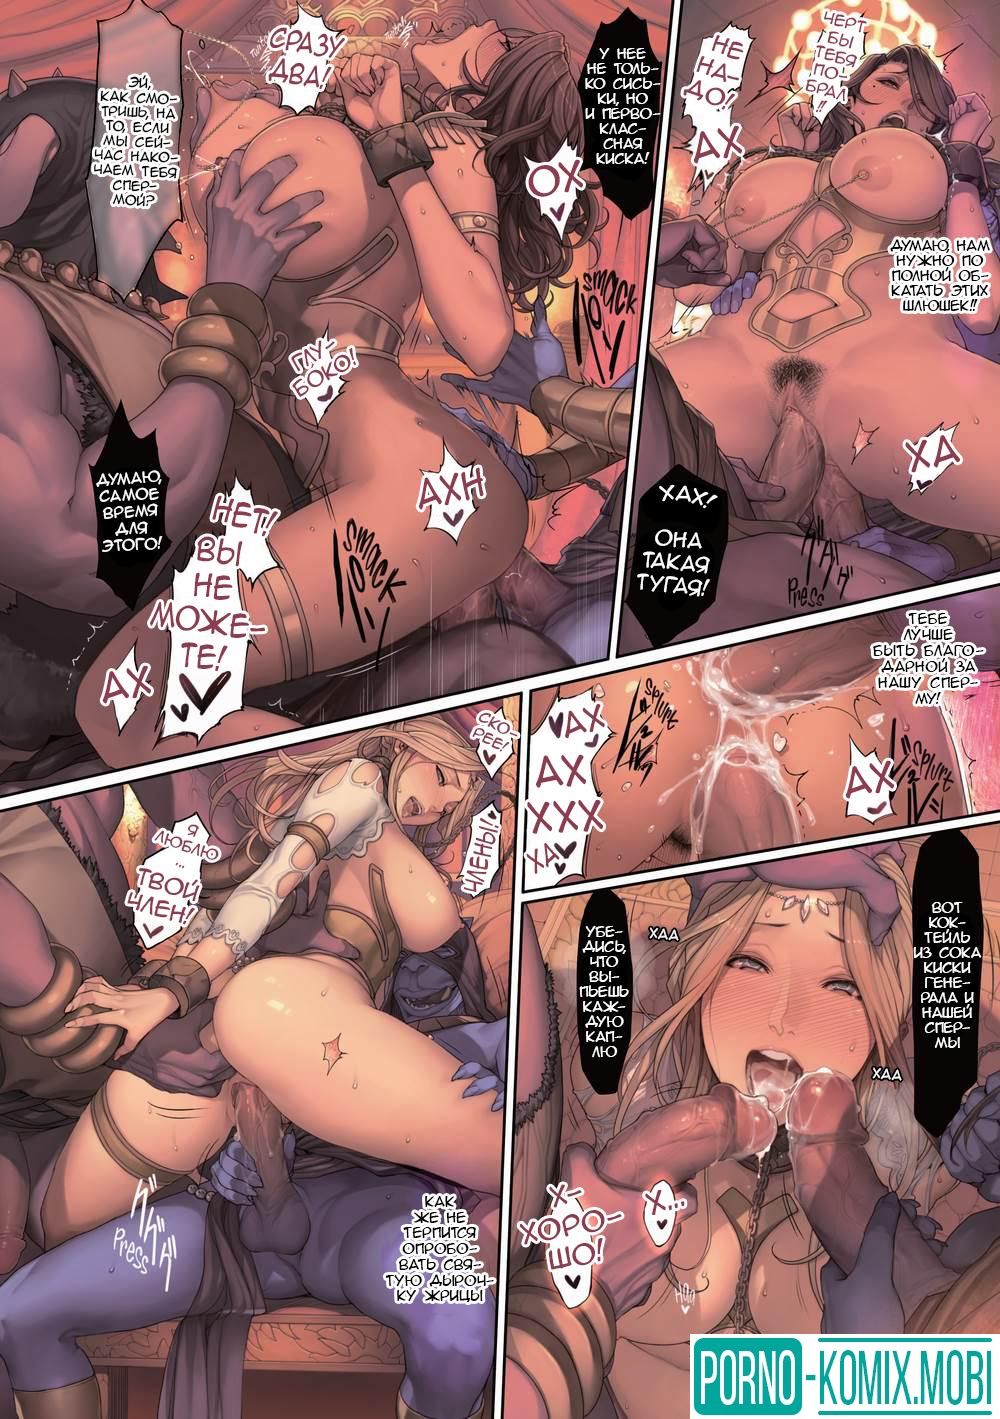 ЭЙ,
КАК СМО-
ТРИШЬ, НА
ТО, ЕСЛИ
МЫ СЕЙ-
ЧАС НАКО-
ЧАЕМ ТЕБЯ
СПЕР-
МОЙ?
СРАЗУ
ДВА!
У НЕЕ
НЕ ТОЛЬ-
КО СИСЬ-
КИ, НО
И ПЕРВО-
КЛАС-
СНАЯ
КИСКА!
ОХ
SMACK
ГЛУ-
БОКО!
ДУМАЮ,
САМОЕ
ВРЕМЯ
ДЛЯ
ЭТОГО!
АХН
НЕТ!
ВЫ
НЕ
МОЖЕ-
ТЕ!
SMACK
АХ
ЧЕРТ
БЫ
ТЕБЯ
ПО-
БРАЛ
!!
НЕ
НА-
ДО!
АХ
ДУМАЮ, НАМ
НУЖНО ПО
ПОЛНОЙ ОБ-
КАТАТЬ ЭТИХ
ШЛЮШЕК!!
ХА
ХАХ!
ОНА
ТАКАЯ
ТУГАЯ!
PRESS
ТЕБЕ
ЛУЧШЕ
БЫТЬ БЛАГО-
ДАРНОЙ ЗА
НАШУ СПЕР-
МУ!
SPLURT
АХ
АХ
ХХХ
ХА
АХ
SPLURT
СКО-
РЕЕ!
ЧЛЕНЫ!
Я
ЛЮБЛЮ
...
ТВОЙ
ЧЛЕН!
PRESS
КАК
ЖЕ НЕ
ТЕРПИТСЯ
ОПРОБО-
ВАТЬ СВЯ-
ТУЮ ДЫРОЧ-
КУ ЖРИЦЫ
ВОТ
КОК-
ТЕЙЛЬ
ИЗ СОКА
КИСКИ
ГЕНЕ-
РАЛА И
НАШЕЙ
СПЕР-
МЫ
УБЕ-
ДИСЬ,
ЧТО
ВЫ-
ПЬЕШЬ
КАЖ-
ДУЮ
КАП-
ЛЮ
ХАА
ХАА
Х-
ХОРО-
ШО!
Х...
PORNO-KOMIX.MOBI